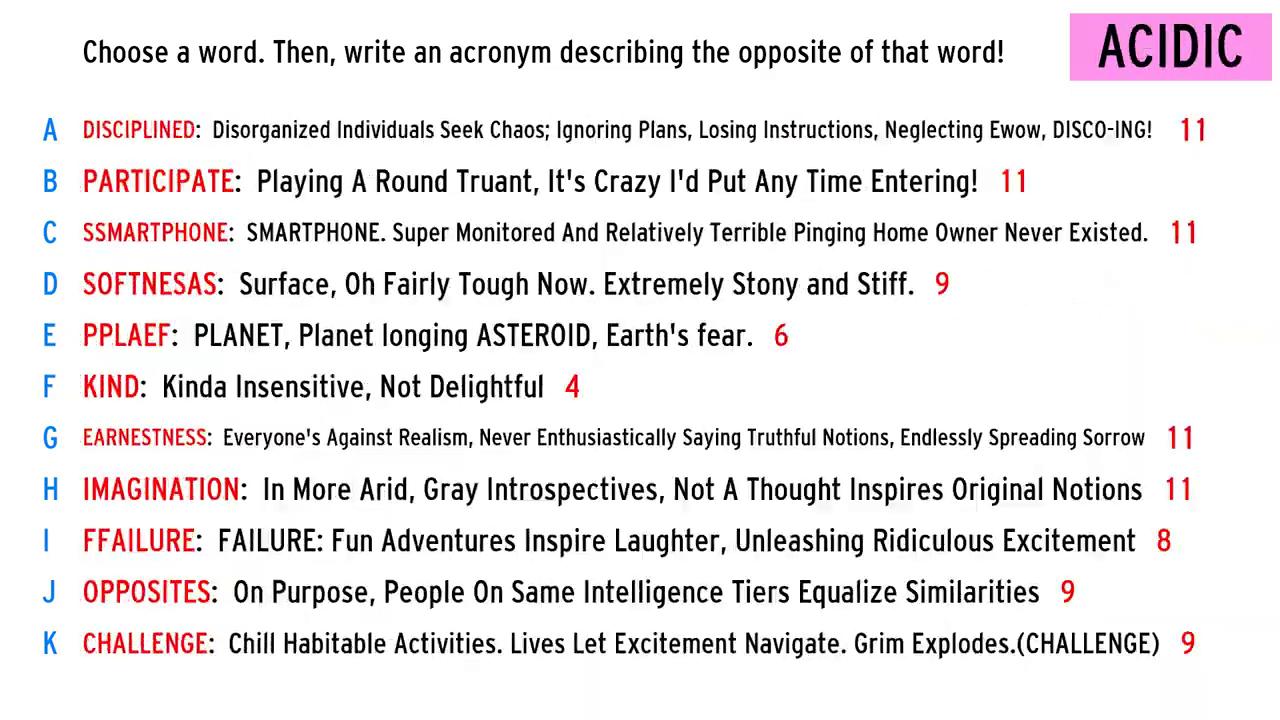 Choose a word. Then, write an acronym describing the opposite of that word!
ACIDIC
A DISCIPLINED: Disorganized Individuals Seek Chaos; Ignoring Plans, Losing Instructions, Neglecting Ewow, DISCO-ING! 11
B PARTICIPATE: Playing A Round Truant, It's Crazy I'd Put Any Time Entering! 11
C SSMARTPHONE: SMARTPHONE. Super Monitored And Relatively Terrible Pinging Home Owner Never Existed. 11
D SOFTNESAS: Surface, Oh Fairly Tough Now. Extremely Stony and Stiff. 9
E PPLAEF: PLANET, Planet longing ASTEROID, Earth's fear. 6
F KIND: Kinda Insensitive, Not Delightful 4
G EARNESTNESS: Everyone's Against Realism, Never Enthusiastically Saying Truthful Notions, Endlessly Spreading Sorrow 11
H IMAGINATION: In More Arid, Gray Introspectives, Not A Thought Inspires Original Notions 11
I FFAILURE: FAILURE: Fun Adventures Inspire Laughter, Unleashing Ridiculous Excitement 8
J OPPOSITES: On Purpose, People On Same Intelligence Tiers Equalize Similarities 9
K CHALLENGE: Chill Habitable Activities. Lives Let Excitement Navigate. Grim Explodes.(CHALLENGE) 9